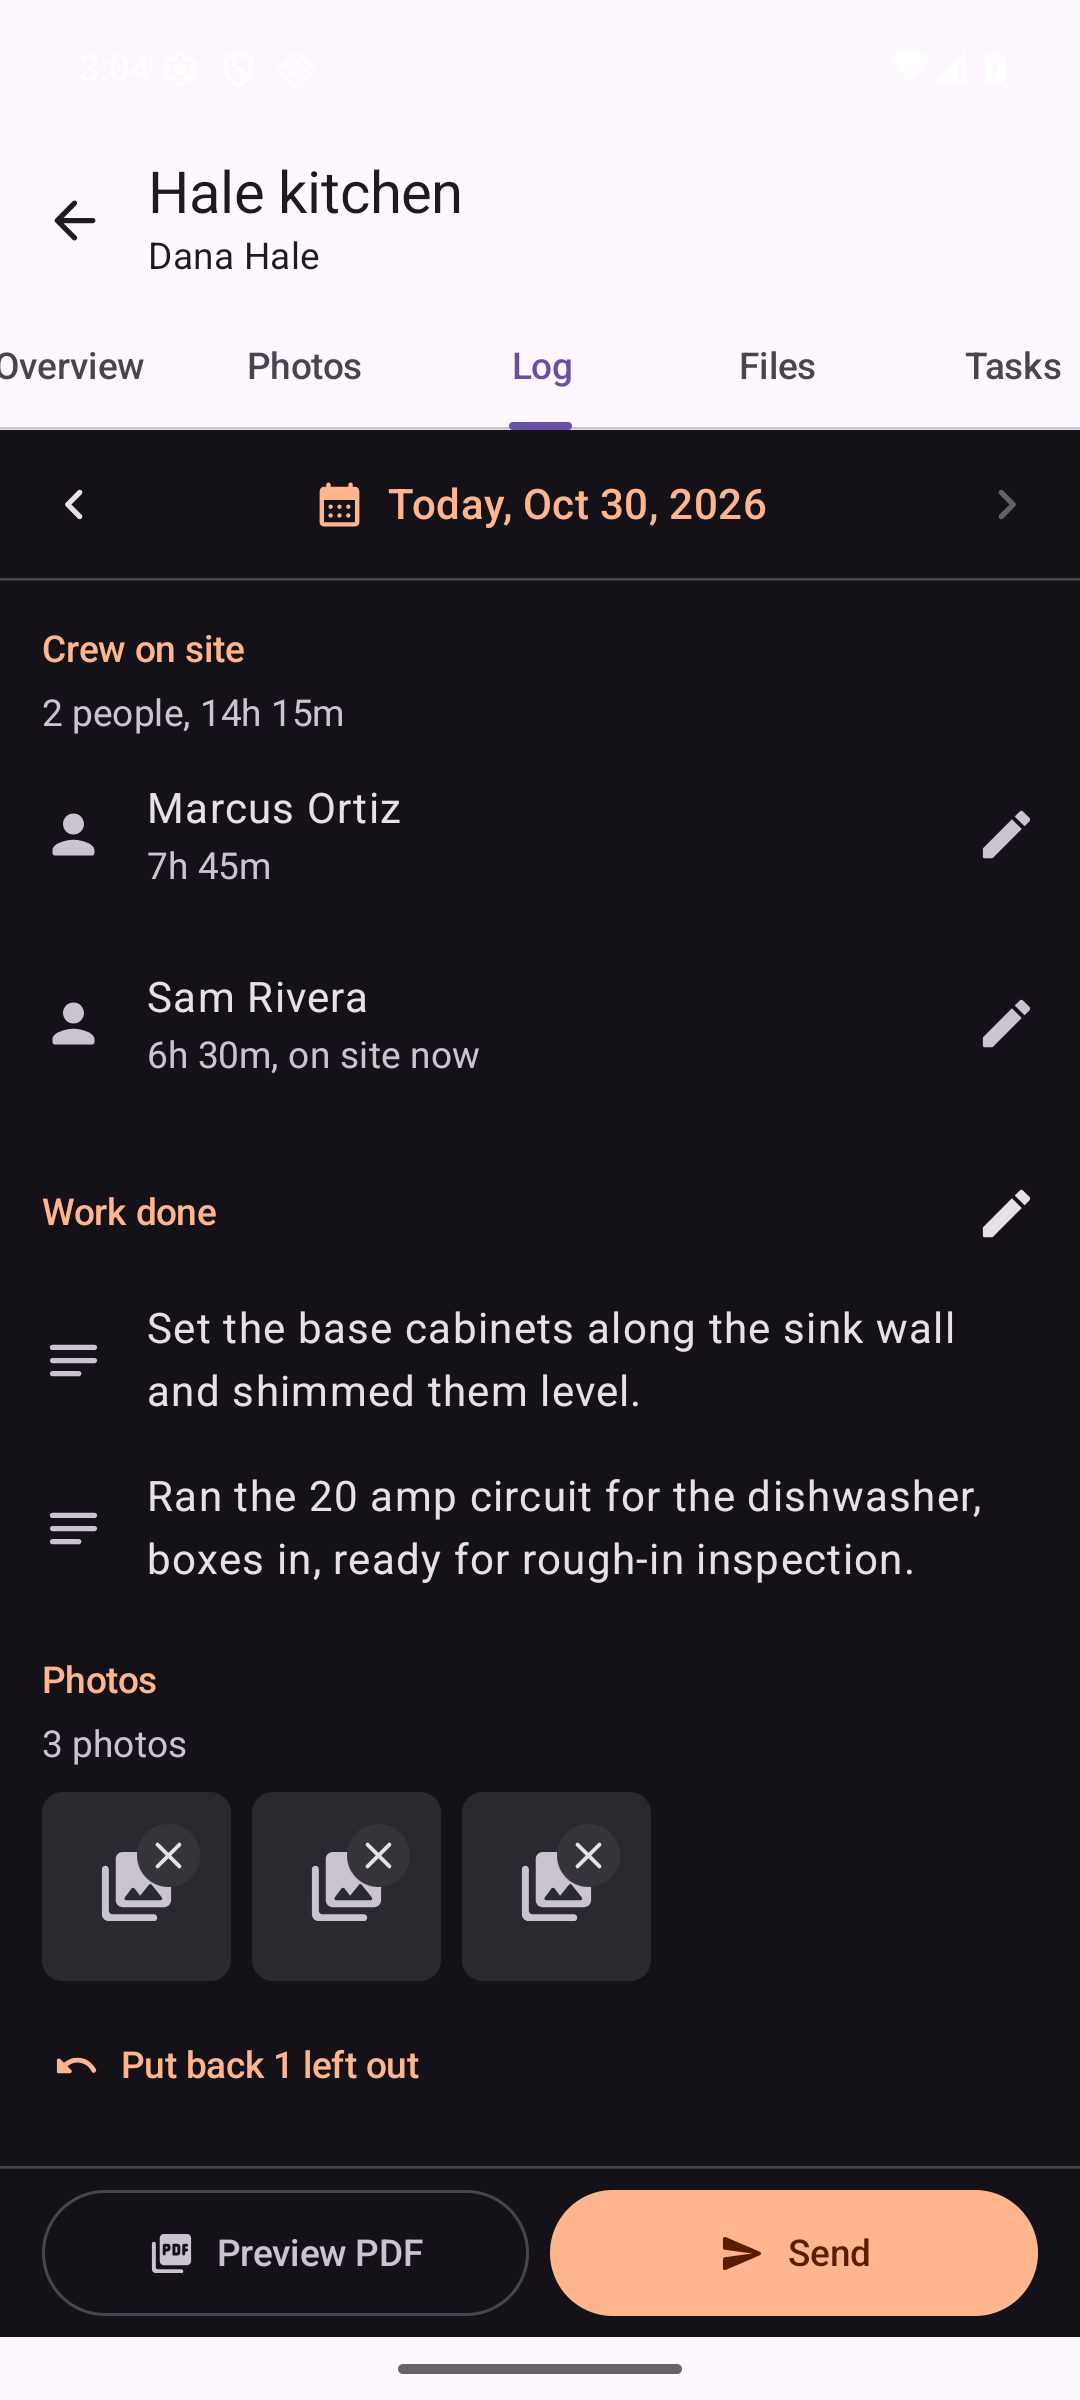 3:04
Hale kitchen
Dana Hale
Overview Photos Log Files Tasks
Today, Oct 30, 2026
Crew on site
2 people, 14h 15m
Marcus Ortiz
7h 45m
Sam Rivera
6h 30m, on site now
Work done
Set the base cabinets along the sink wall
and shimmed them level.
Ran the 20 amp circuit for the dishwasher,
boxes in, ready for rough-in inspection.
Photos
3 photos
Put back 1 left out
PDF Preview PDF
Send